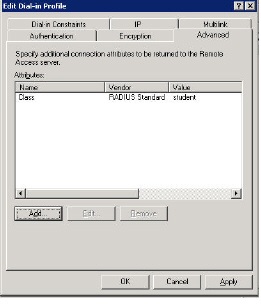 Edit Dial-in Profile
Dial-in Constraints IP Multilink
Authentication Encryption Advanced
Specify additional connection attributes to be returned to the Remote
Access server.
Attributes:
Name Vendor Value
Class RADIUS Standard student
Add... Edit... Remove
OK Cancel Apply